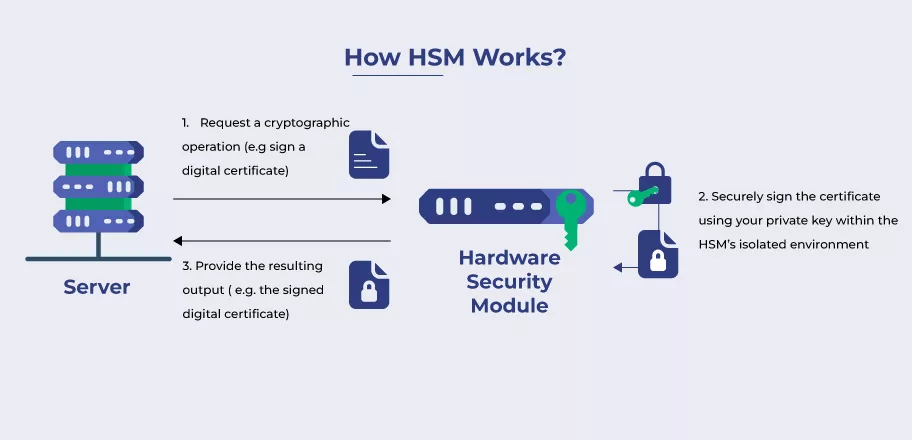 How HSM Works?
1. Request a cryptographic
operation (e.g sign a
digital certificate)
2. Securely sign the certificate
using your private key within the
HSM's isolated environment
3. Provide the resulting
output ( e.g. the signed
digital certificate)
Server
Hardware
Security
Module